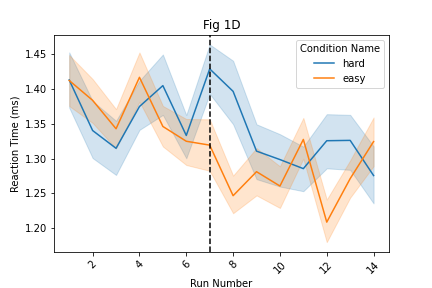 Fig 1D
Condition Name
hard
easy
Reaction Time (ms)
1.45
1.40
1.35
1.30
1.25
1.20
2 4 6 8 10 12 14
Run Number